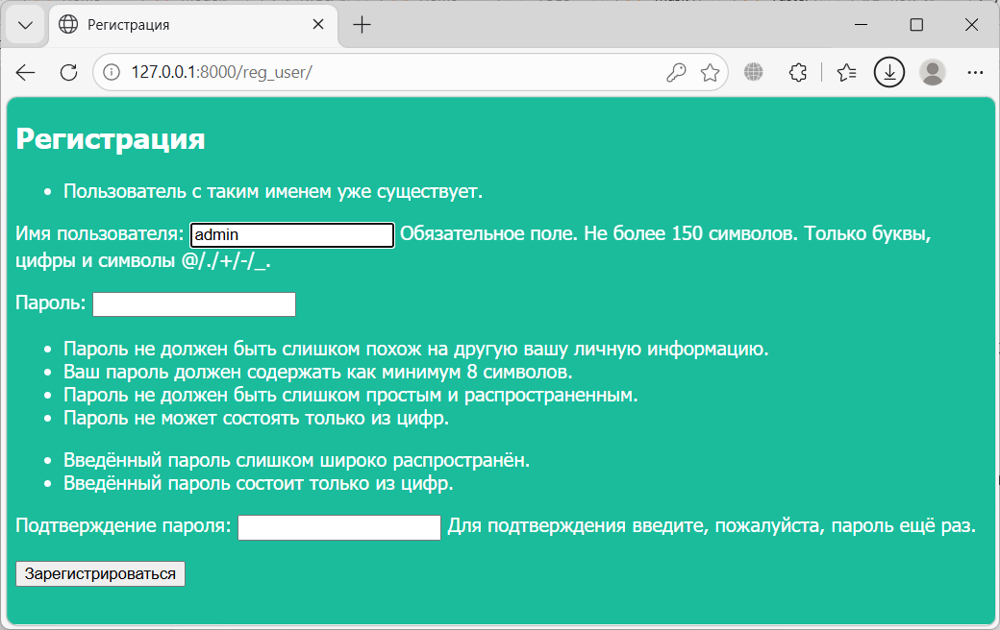 Регистрация
127.0.0.1:8000/reg_user/
Регистрация
Пользователь с таким именем уже существует.
Имя пользователя: admin Обязательное поле. Не более 150 символов. Только буквы,
цифры и символы @/./+/-/_.
Пароль:
Пароль не должен быть слишком похож на другую вашу личную информацию.
Ваш пароль должен содержать как минимум 8 символов.
Пароль не должен быть слишком простым и распространенным.
Пароль не может состоять только из цифр.
Введённый пароль слишком широко распространён.
Введённый пароль состоит только из цифр.
Подтверждение пароля: Для подтверждения введите, пожалуйста, пароль ещё раз.
Зарегистрироваться